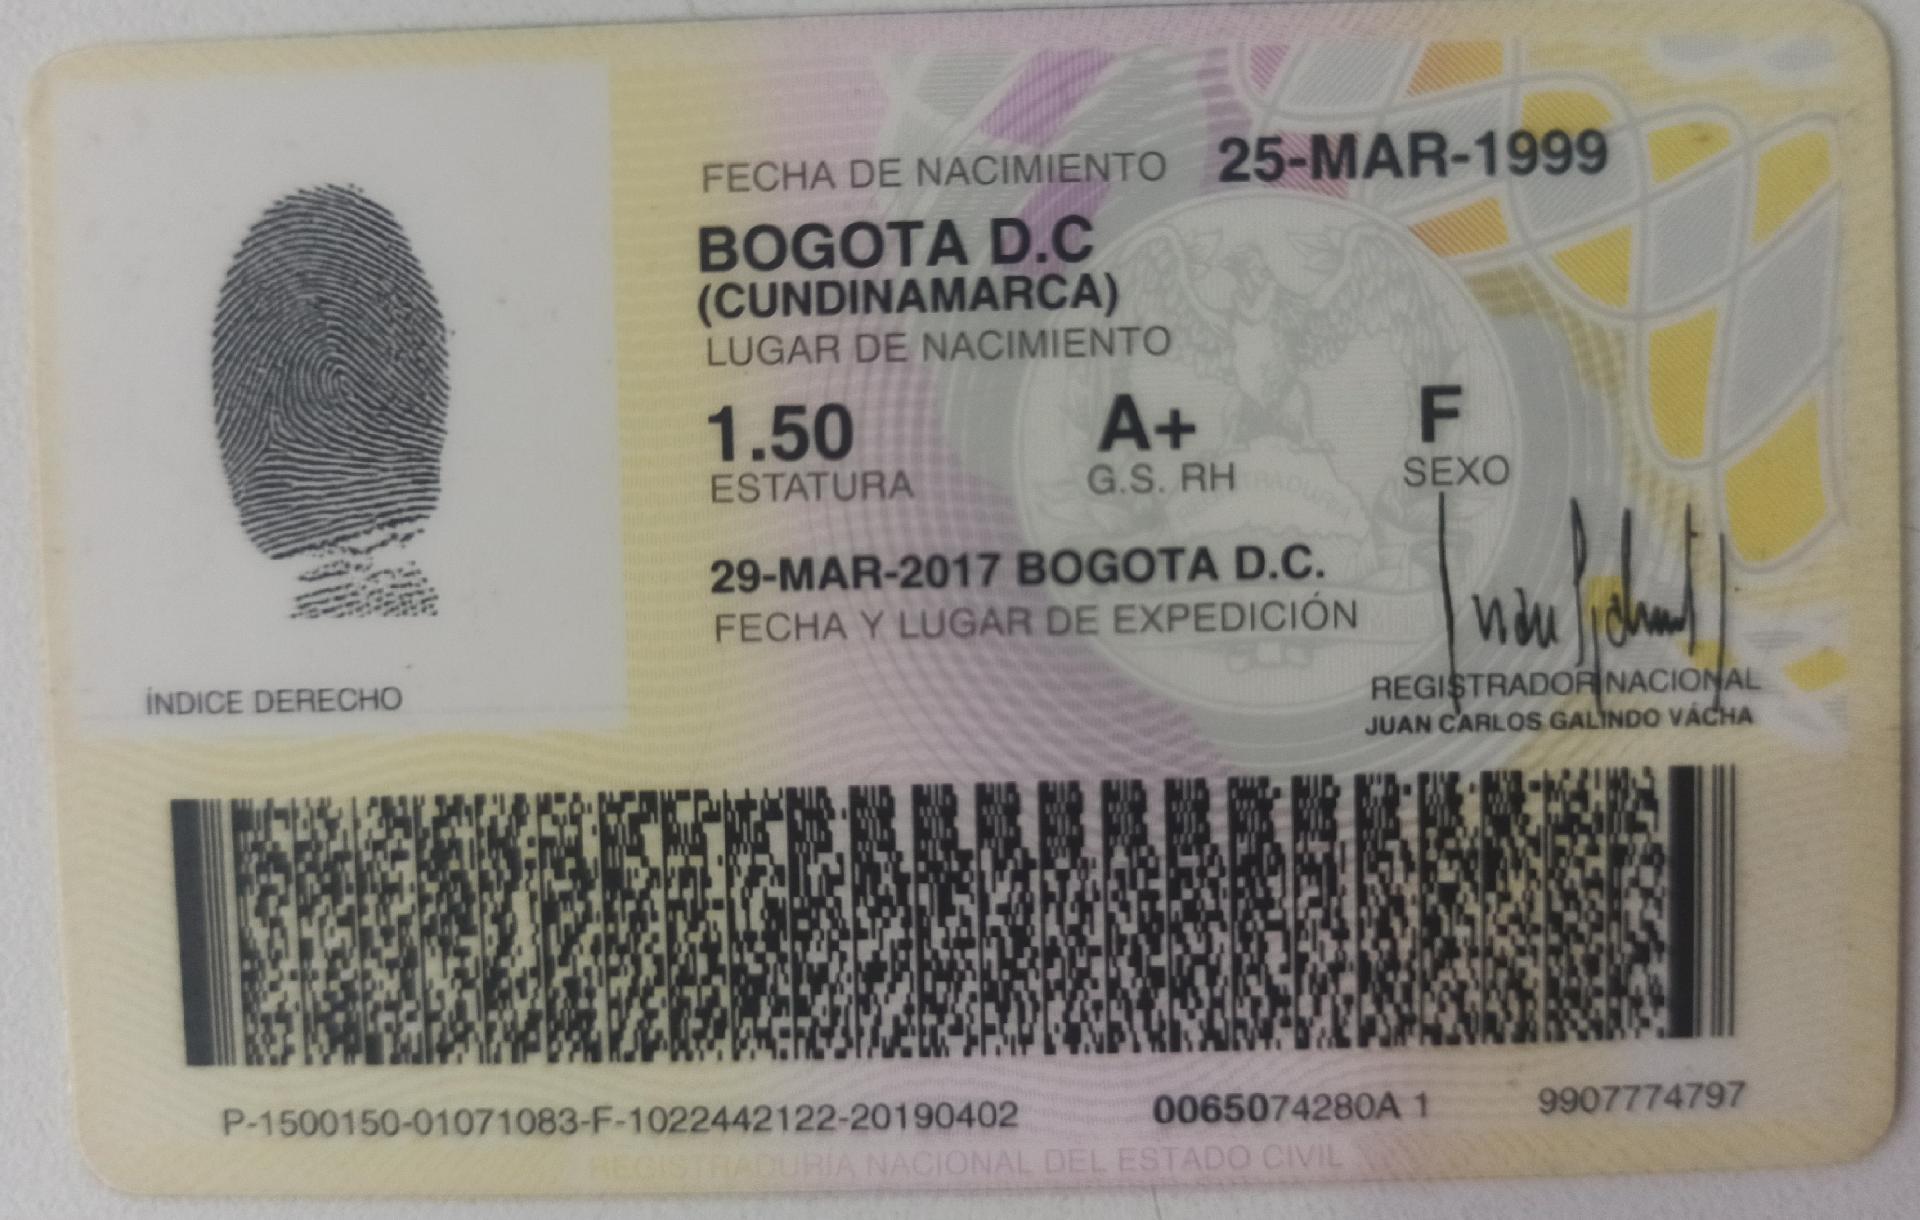 FECHA DE NACIMIENTO 25-MAR-1999
BOGOTA D.C
(CUNDINAMARCA)
LUGAR DE NACIMIENTO
1.50 A+ F
ESTATURA G.S. RH SEXO
29-MAR-2017 BOGOTA D.C.
FECHA Y LUGAR DE EXPEDICIÓN
REGISTRADOR NACIONAL
JUAN CARLOS GALINDO VÁCHA
ÍNDICE DERECHO
P-1500150-01071083-F-1022442122-20190402 0065074280A 1 9907774797
REGISTRADURIA NACIONAL DEL ESTADO CIVIL